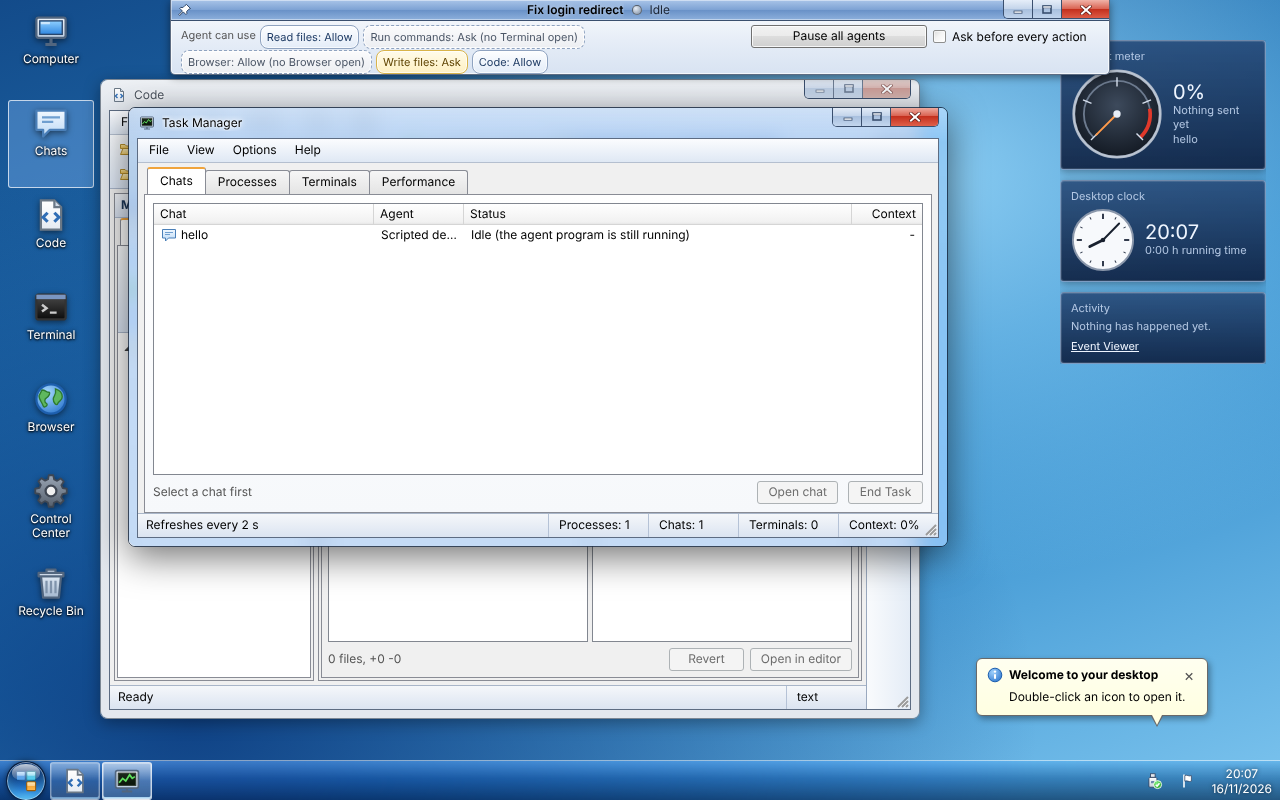 Fix login redirect Idle
Agent can use Read files: Allow Run commands: Ask (no Terminal open) Pause all agents Ask before every action
Browser: Allow (no Browser open) Write files: Ask Code: Allow
Computer
Chats
Code
Terminal
Browser
Control
Center
Recycle Bin
Code
Task Manager
File View Options Help
Chats Processes Terminals Performance
Chat Agent Status Context
hello Scripted de... Idle (the agent program is still running) -
Select a chat first Open chat End Task
Refreshes every 2 s Processes: 1 Chats: 1 Terminals: 0 Context: 0%
0 files, +0 -0 Revert Open in editor
Ready text
meter
0%
Nothing sent
yet
hello
Desktop clock
20:07
0:00 h running time
Activity
Nothing has happened yet.
Event Viewer
Welcome to your desktop
Double-click an icon to open it.
20:07
16/11/2026